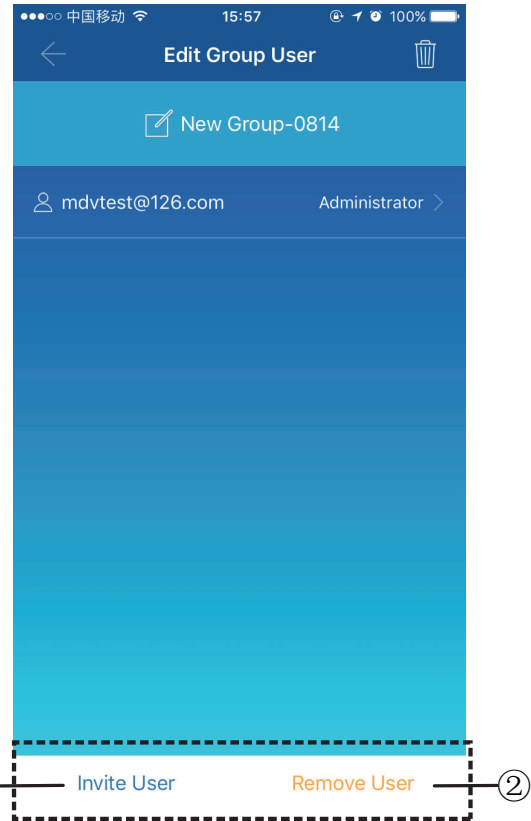 中国移动 15:57 100%
Edit Group User
New Group-0814
mdvtest@126.com Administrator
Invite User Remove User ②